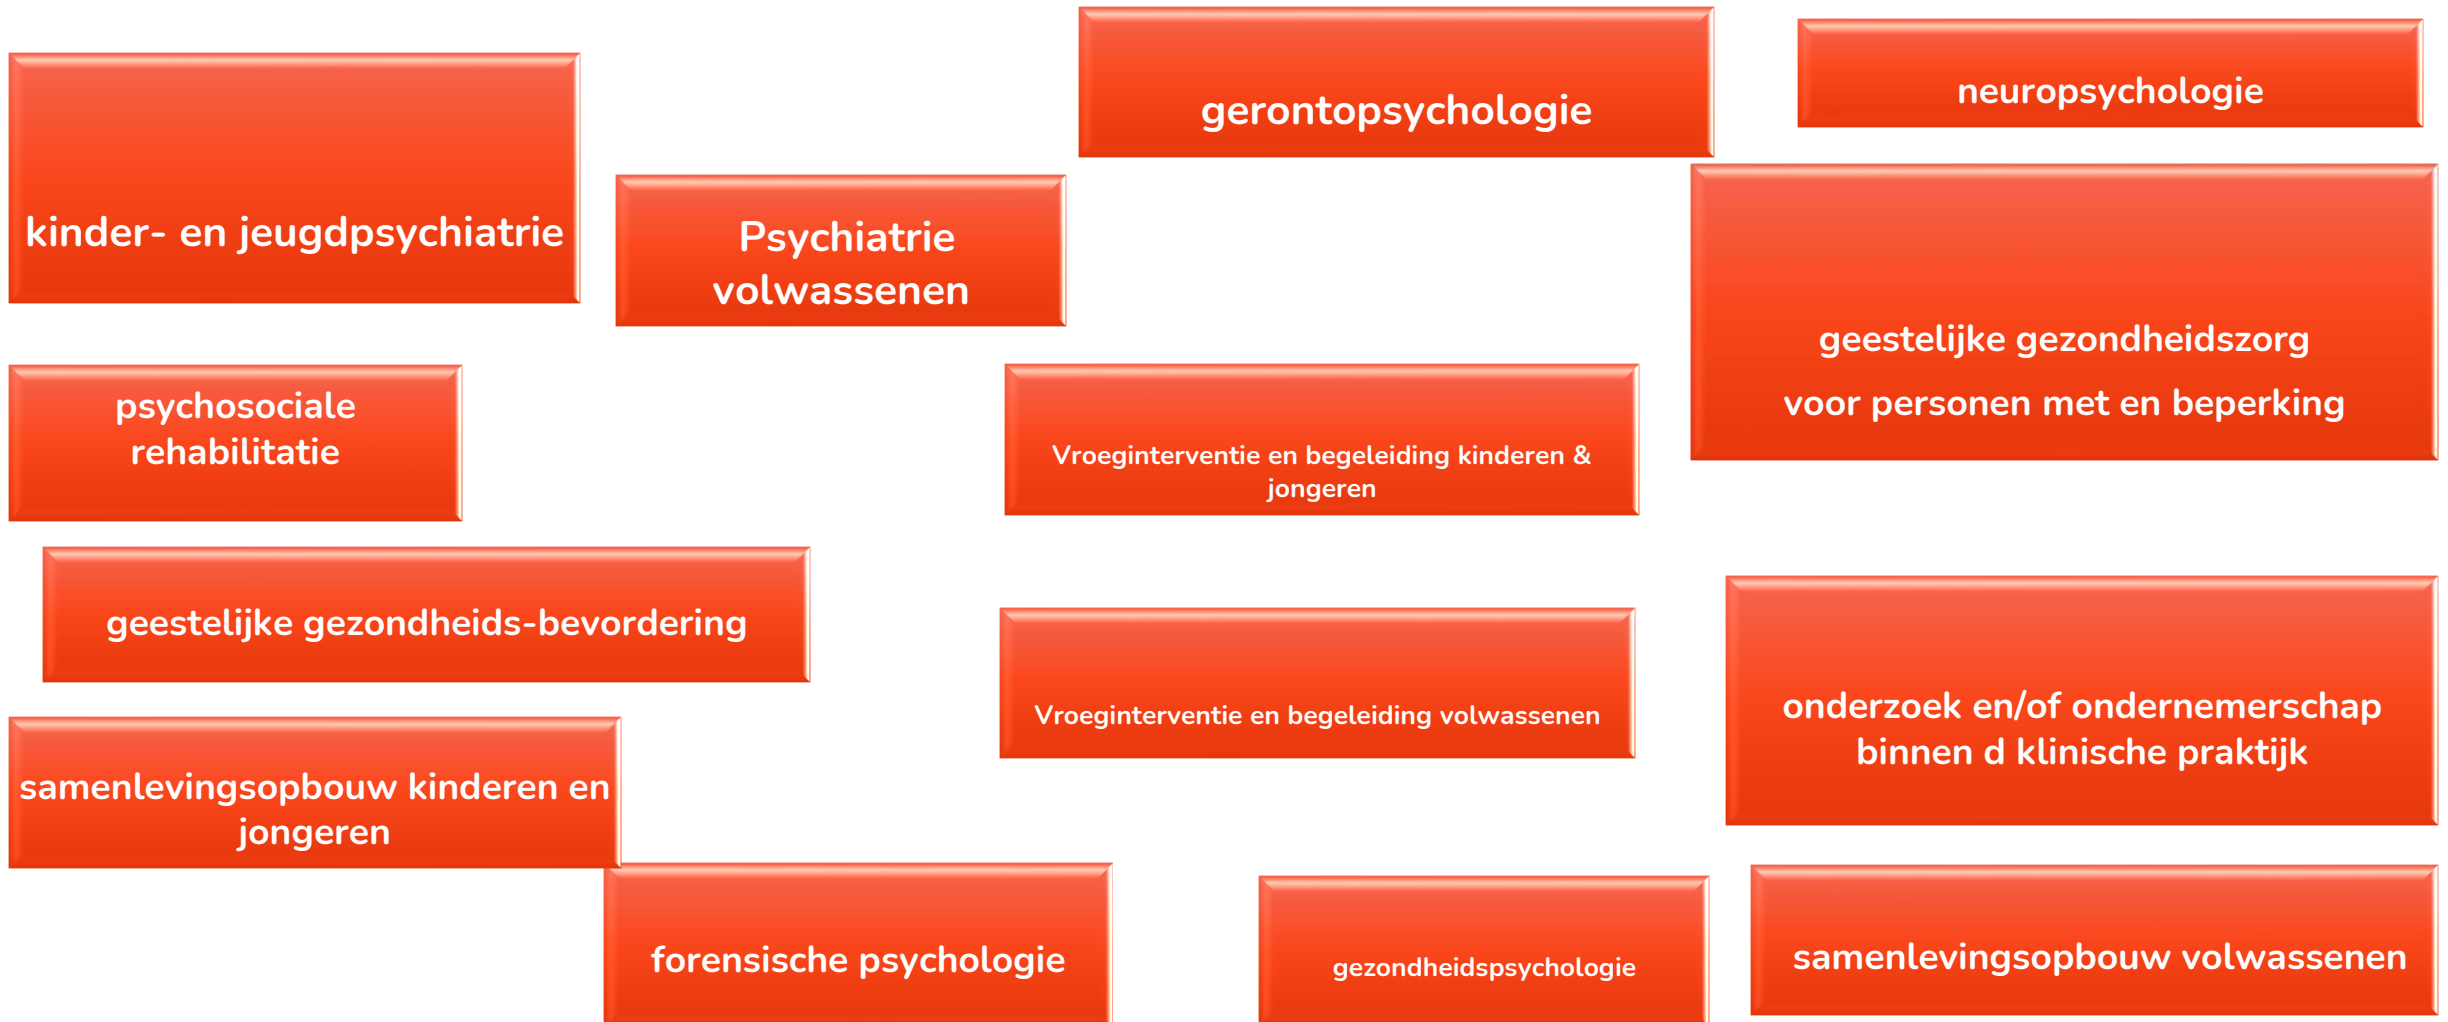 gerontopsychologie
neuropsychologie
kinder- en jeugdpsychiatrie
Psychiatrie
volwassenen
geestelijke gezondheidszorg
voor personen met en beperking
psychosociale
rehabilitatie
Vroeginterventie en begeleiding kinderen &
jongeren
geestelijke gezondheids-bevordering
Vroeginterventie en begeleiding volwassenen
onderzoek en/of ondernemerschap
binnen d klinische praktijk
samenlevingsopbouw kinderen en
jongeren
forensische psychologie
gezondheidspsychologie
samenlevingsopbouw volwassenen